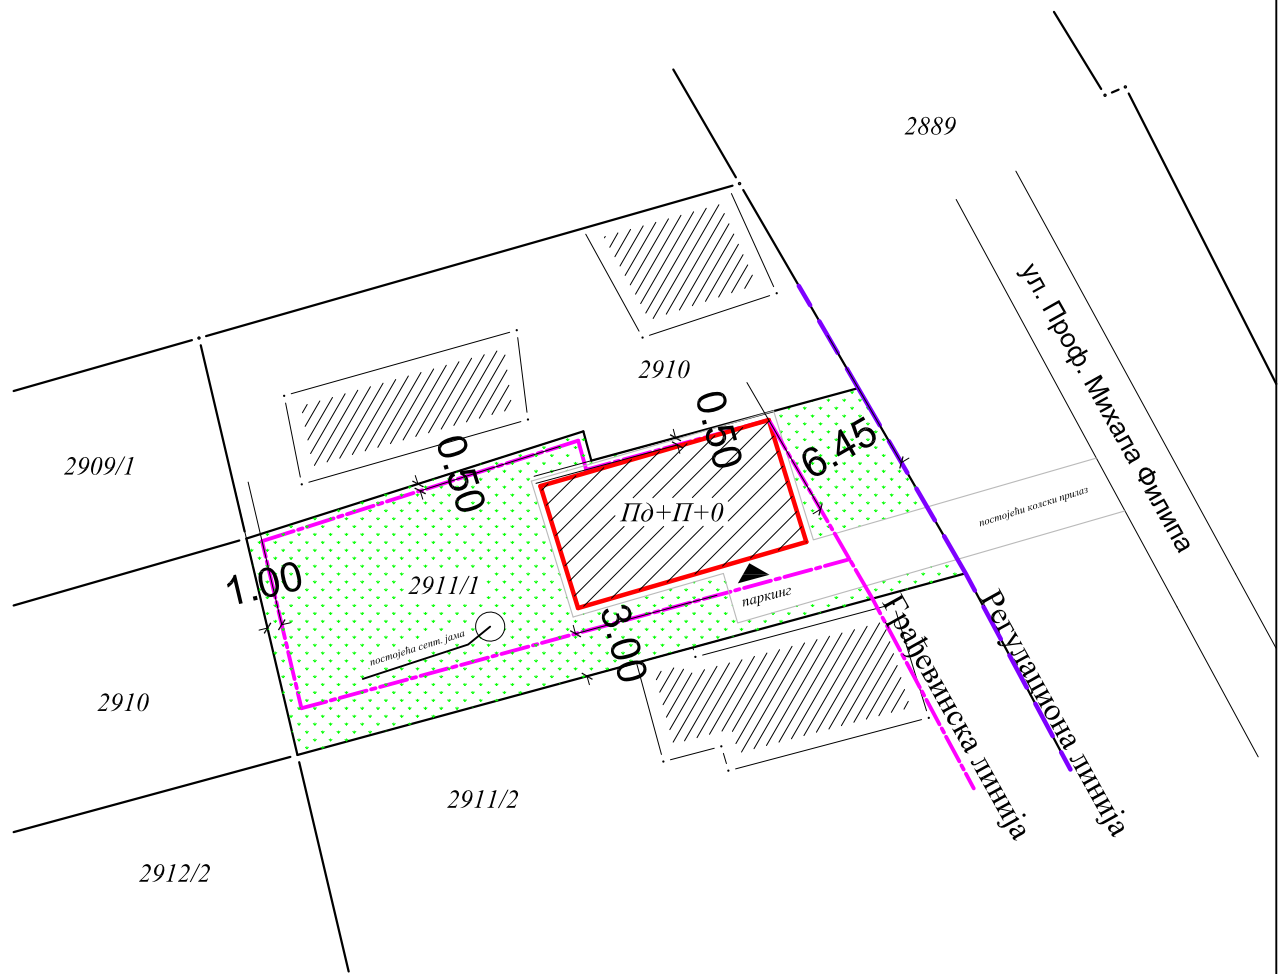 2889
ул. Проф. Михала Филипа
2910
2909/1
0.50
0.50
6.45
Пд+П+0
постојећи колски прилаз
1.00
2911/1
паркинг
постојећа септ. јама
3.00
Грађевинска линија
Регулациона линија
2910
2911/2
2912/2